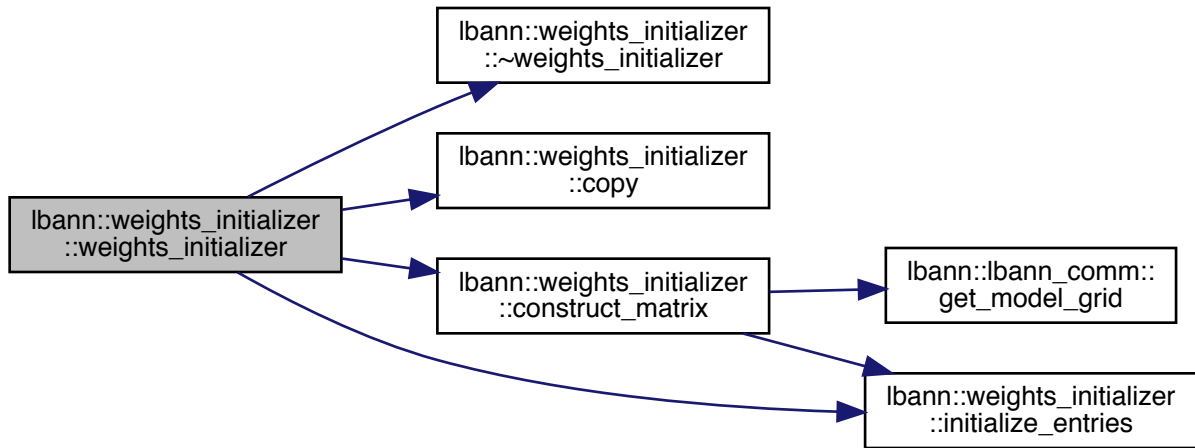 lbann::weights_initializer
::~weights_initializer
lbann::weights_initializer
::copy
lbann::weights_initializer
::weights_initializer
lbann::weights_initializer
::construct_matrix
lbann::lbann_comm::
get_model_grid
lbann::weights_initializer
::initialize_entries